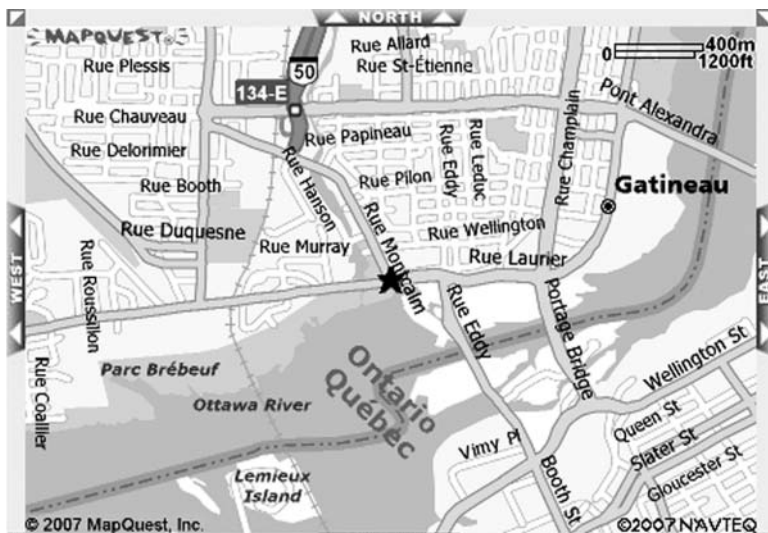 NORTH
MAPQUEST®
Rue Allard
400m
0
1200ft
Rue Plessis
50
Rue St-Étienne
134-E
Pont Alexandra
Rue Chauveau
Rue Papineau
Rue Champlain
Rue Delorimier
Rue Hanson
Rue Leduc
Rue Eddy
Rue Booth
Rue Pilon
Gatineau
Rue Duquesne
Rue Murray
Rue Montcalm
Rue Wellington
Rue Laurier
WEST
EAST
Rue Roussillon
Rue Eddy
Portage Bridge
Wellington St
Rue Coallier
Parc Brébeuf
Ottawa River
Ontario
Québec
Queen St
Vimy Pl
Slater St
Booth St
Gloucester St
Lemieux
Island
© 2007 MapQuest, Inc.
©2007 NAVTEQ